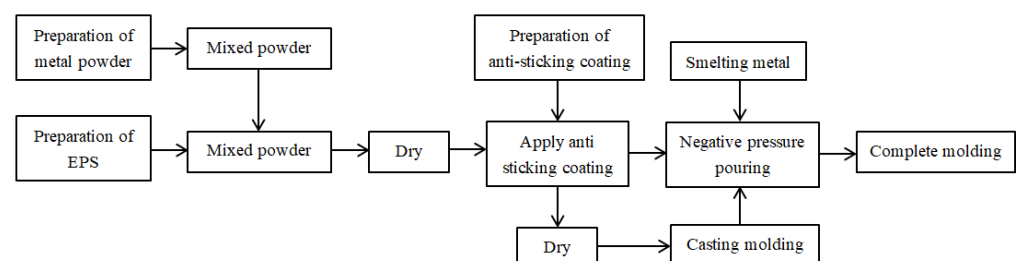 Preparation of
metal powder
Mixed powder
Preparation of
anti-sticking coating
Smelting metal
Preparation of
EPS
Mixed powder
Dry
Apply anti
sticking coating
Negative pressure
pouring
Complete molding
Dry
Casting molding